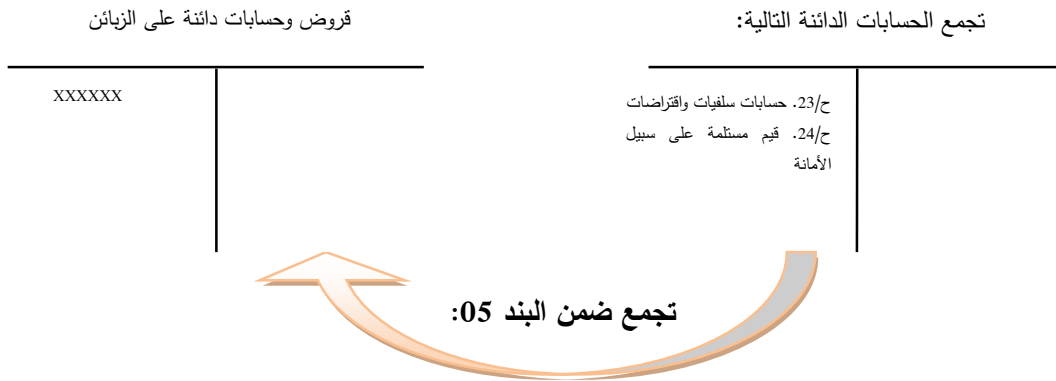 تجمع الحسابات الدائنة التالية:
ح/23. حسابات سلفيات واقتراضات
ح/24. قيم مستلمة على سبيل
الأمانة
قروض وحسابات دائنة على الزبائن
XXXXXX
تجمع ضمن البند 05: